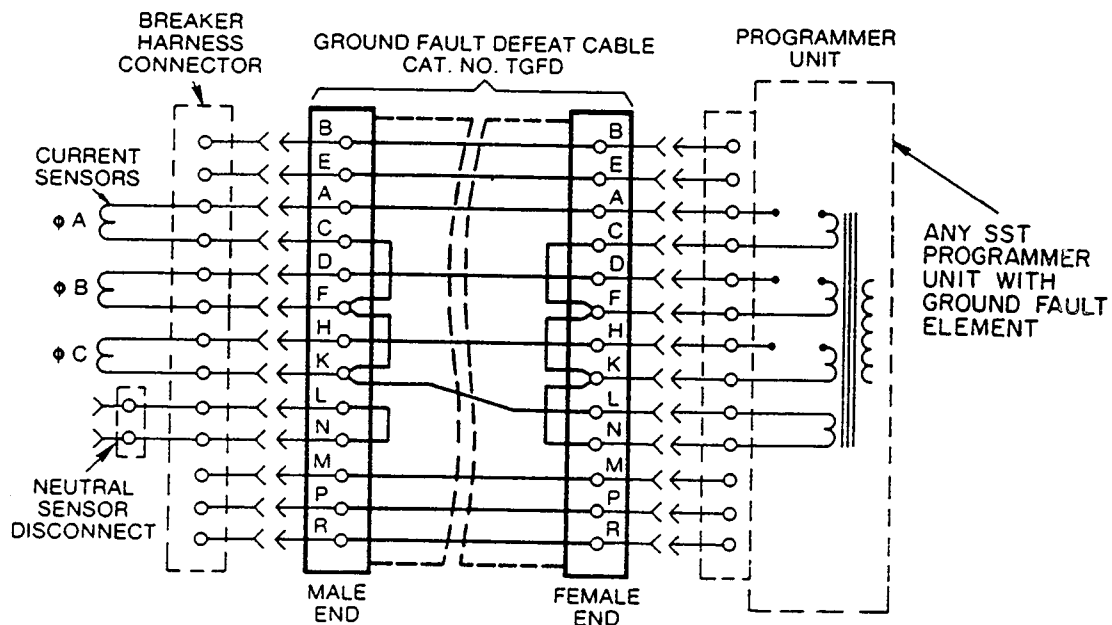 BREAKER
HARNESS
CONNECTOR
GROUND FAULT DEFEAT CABLE
CAT. NO. TGFD
PROGRAMMER
UNIT
CURRENT
SENSORS
ϕ A
ϕ B
ϕ C
NEUTRAL
SENSOR
DISCONNECT
B
E
A
C
D
F
H
K
L
N
M
P
R
MALE
END
B
E
A
C
D
F
H
K
L
N
M
P
R
FEMALE
END
ANY SST
PROGRAMMER
UNIT WITH
GROUND FAULT
ELEMENT